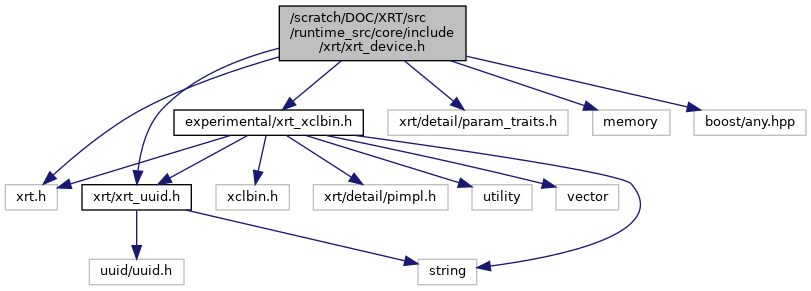 /scratch/DOC/XRT/src
/runtime_src/core/include
/xrt/xrt_device.h
experimental/xrt_xclbin.h
xrt/detail/param_traits.h
memory
boost/any.hpp
xrt.h
xrt/xrt_uuid.h
xclbin.h
xrt/detail/pimpl.h
utility
vector
uuid/uuid.h
string